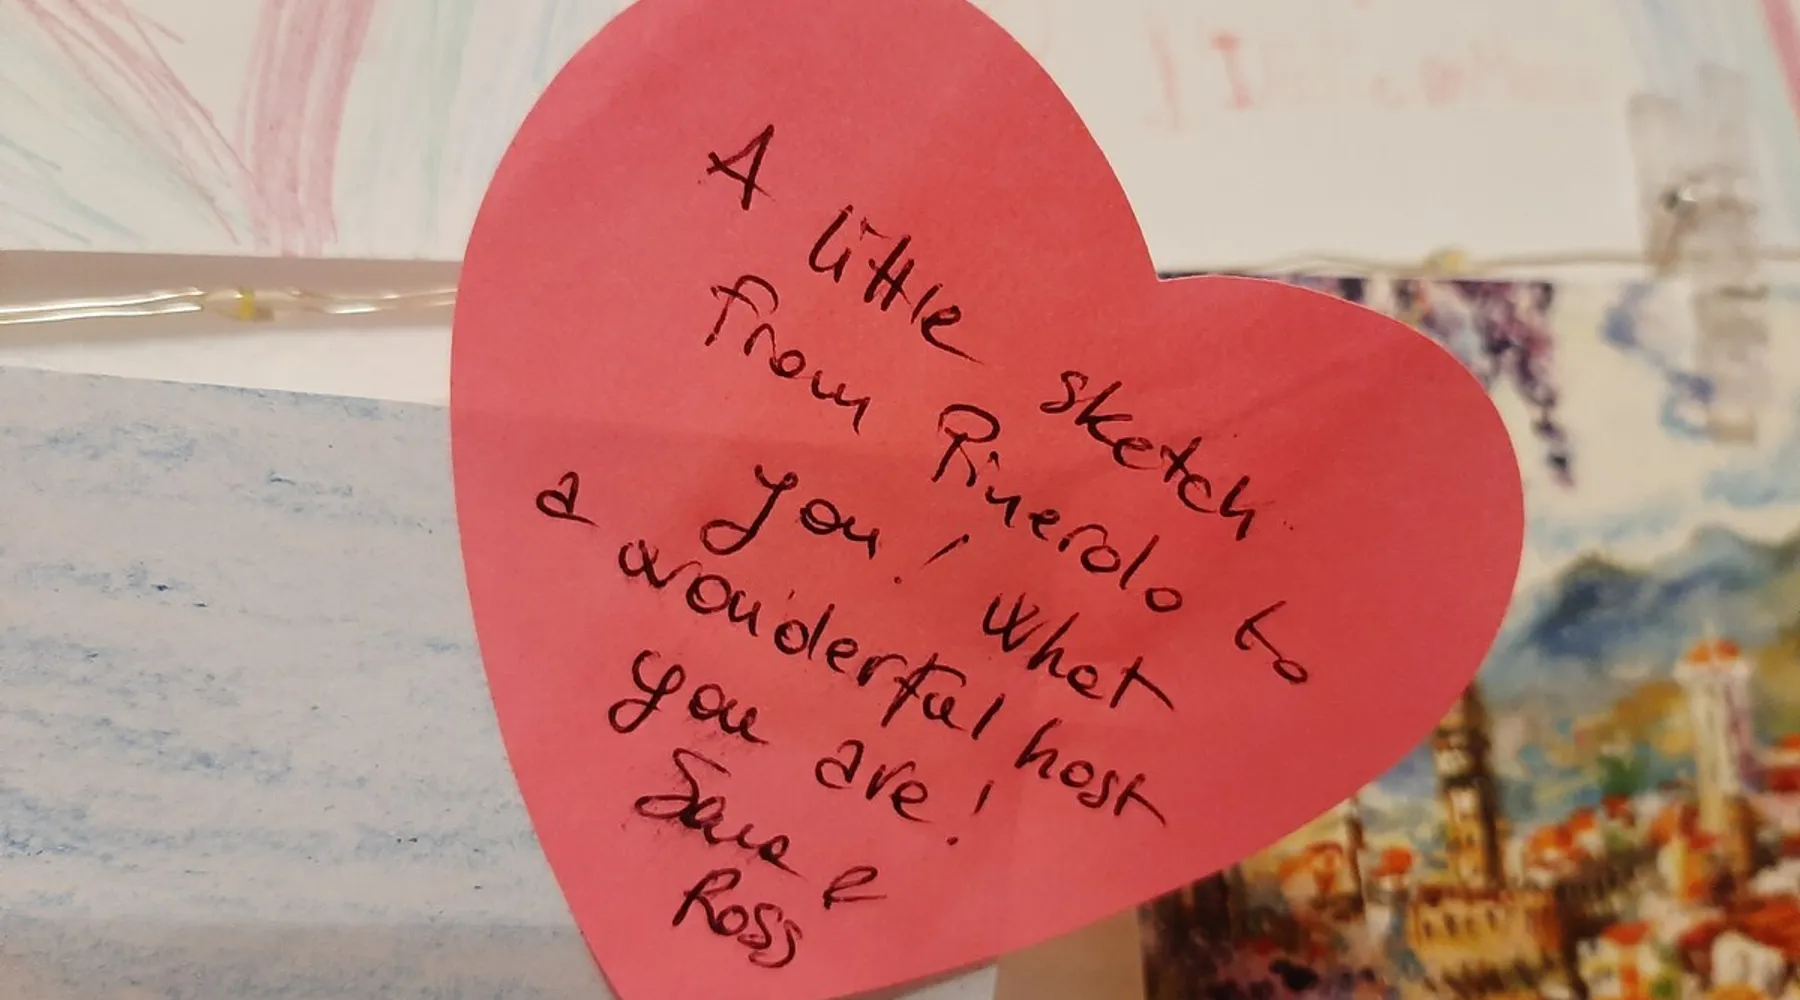 A little sketch
from Pinerolo to
you! What
a wonderful host
you are!
e
Ross